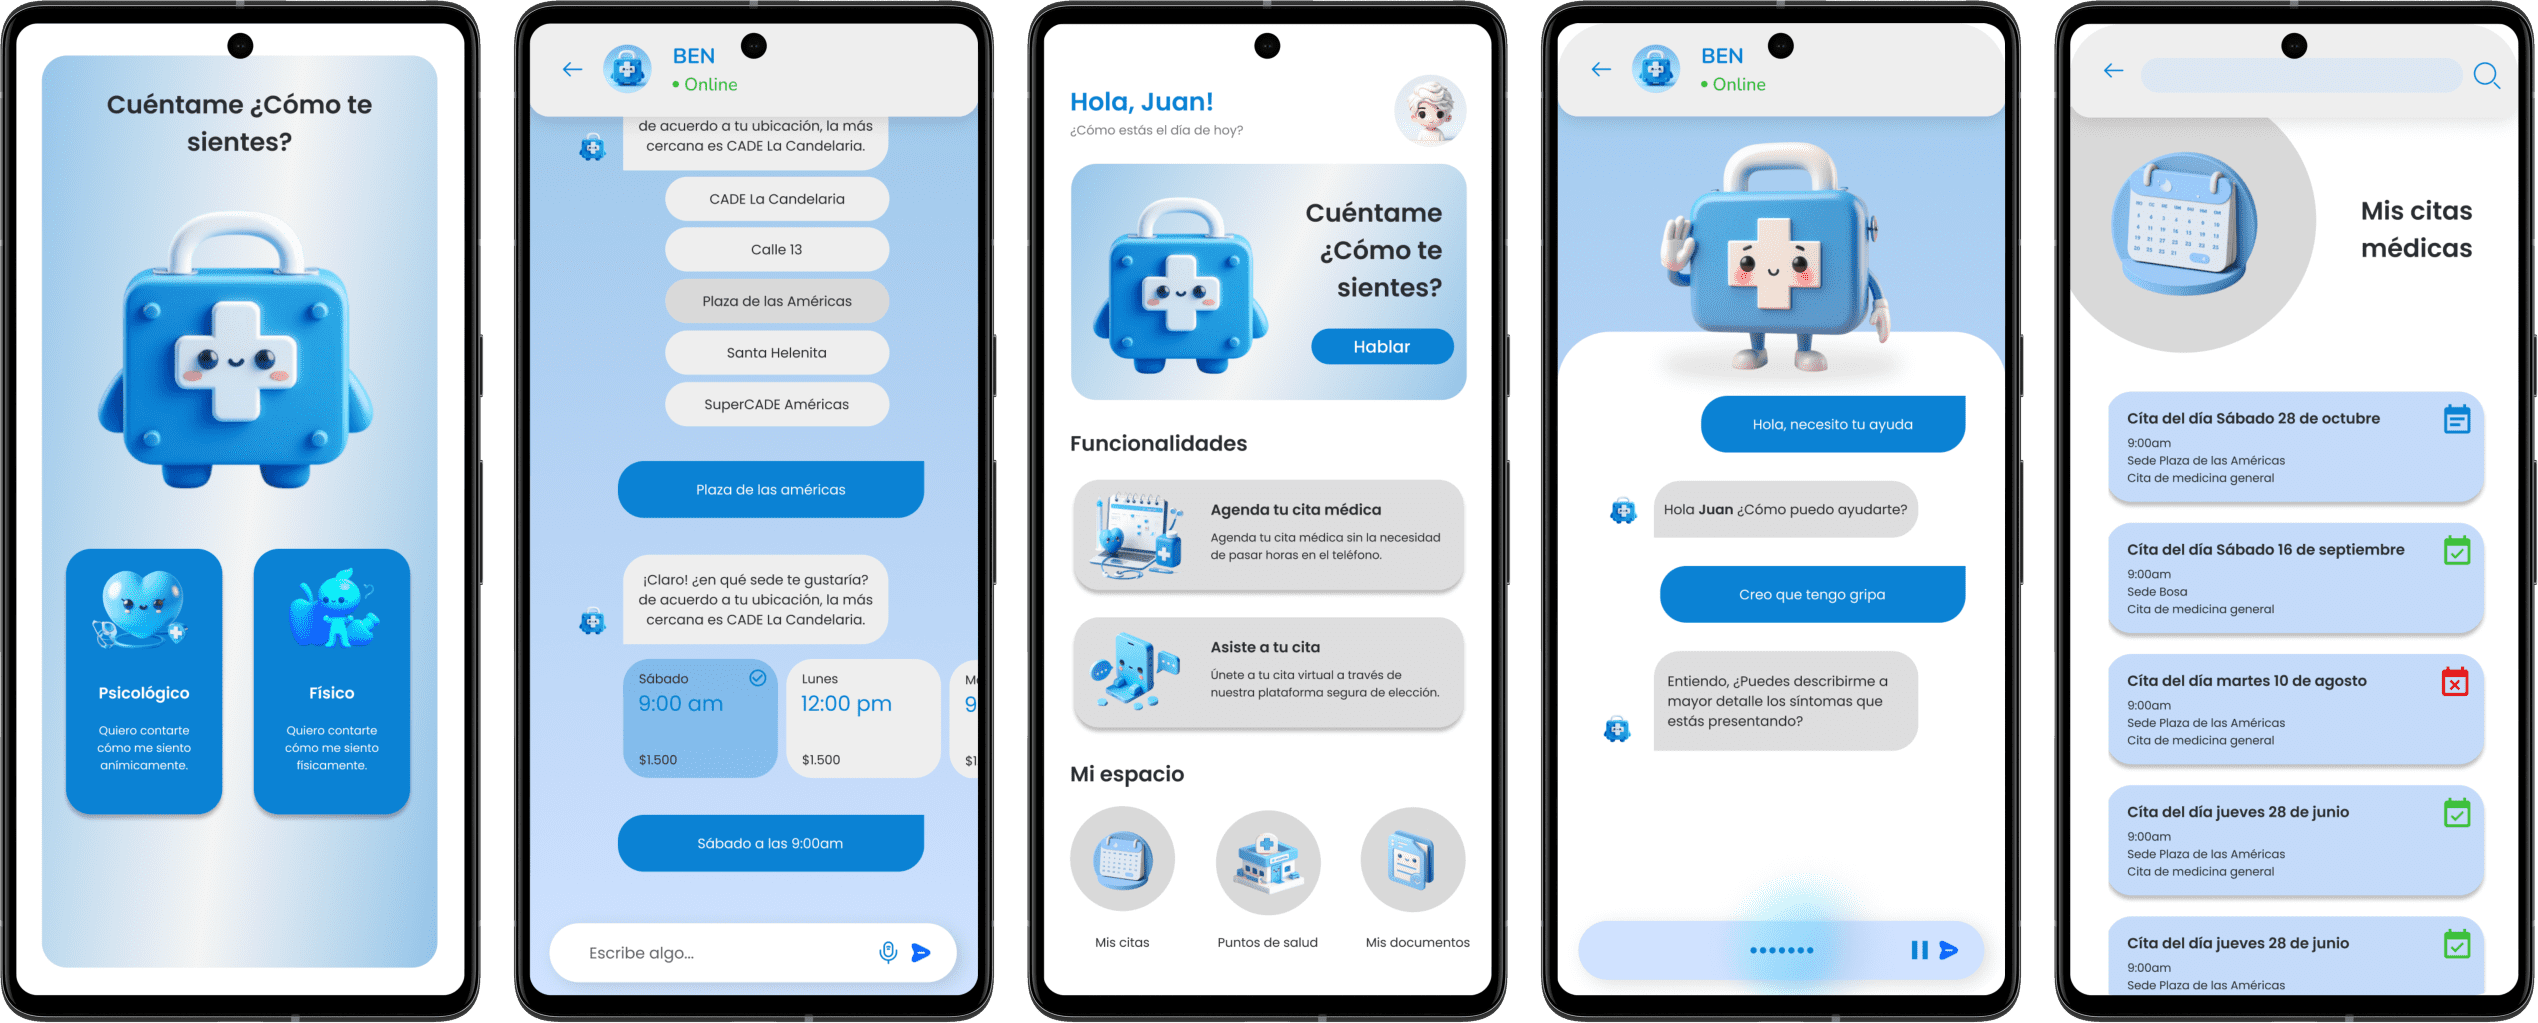 Cuéntame ¿Cómo te
sientes?
Psicológico
Quiero contarte
cómo me siento
anímicamente.
Físico
Quiero contarte
cómo me siento
físicamente.
BEN
Online
de acuerdo a tu ubicación, la más
cercana es CADE La Candelaria.
CADE La Candelaria
Calle 13
Plaza de las Américas
Santa Helenita
SuperCADE Américas
Plaza de las américas
¡Claro! ¿en qué sede te gustaría?
de acuerdo a tu ubicación, la más
cercana es CADE La Candelaria.
Sábado
9:00 am
$1.500
Lunes
12:00 pm
$1.500
M
9
$1
Sábado a las 9:00am
Escribe algo...
Hola, Juan!
¿Cómo estás el día de hoy?
Cuéntame
¿Cómo te
sientes?
Hablar
Funcionalidades
Agenda tu cita médica
Agenda tu cita médica sin la necesidad
de pasar horas en el teléfono.
Asiste a tu cita
Únete a tu cita virtual a través de
nuestra plataforma segura de elección.
Mi espacio
Mis citas
Puntos de salud
Mis documentos
BEN
Online
Hola, necesito tu ayuda
Hola Juan ¿Cómo puedo ayudarte?
Creo que tengo gripa
Entiendo, ¿Puedes describirme a
mayor detalle los síntomas que
estás presentando?
Mis citas
médicas
Cíta del día Sábado 28 de octubre
9:00am
Sede Plaza de las Américas
Cita de medicina general
Cíta del día Sábado 16 de septiembre
9:00am
Sede Bosa
Cita de medicina general
Cíta del día martes 10 de agosto
9:00am
Sede Plaza de las Américas
Cita de medicina general
Cíta del día jueves 28 de junio
9:00am
Sede Plaza de las Américas
Cita de medicina general
Cíta del día jueves 28 de junio
9:00am
Sede Plaza de las Américas